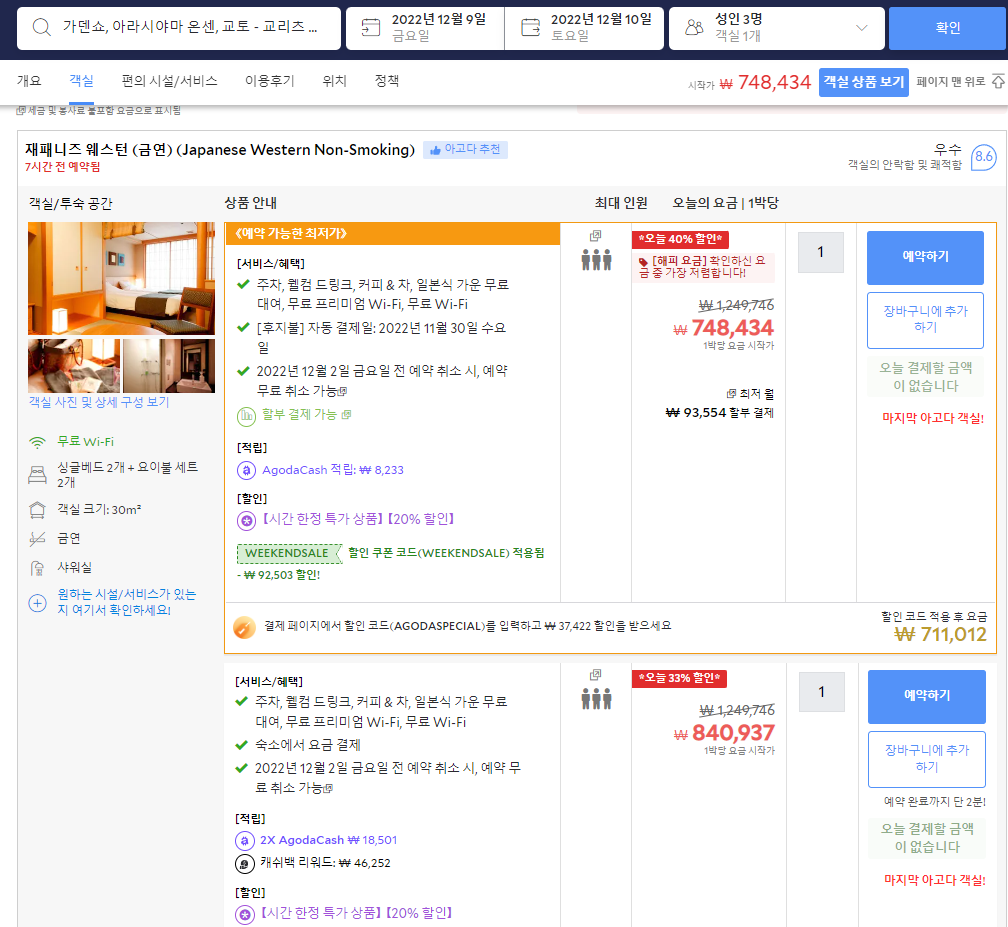 가덴쇼, 아라시야마 온센, 교토 - 교리츠 ...
2022년 12월 9일
금요일
2022년 12월 10일
토요일
성인 3명
객실 1개
확인
개요
객실
편의 시설/서비스
이용후기
위치
정책
시작가 ₩ 748,434
객실 상품 보기
페이지 맨 위로
세금 및 봉사료 불포함 요금으로 표시됨
재패니즈 웨스턴 (금연) (Japanese Western Non-Smoking)
아고다 추천
7시간 전 예약됨
우수
객실의 안락함 및 쾌적함
8.6
객실/투숙 공간
상품 안내
최대 인원
오늘의 요금 | 1박당
객실 사진 및 상세 구성 보기
무료 Wi-Fi
싱글베드 2개 + 요이불 세트
2개
객실 크기: 30m²
금연
샤워실
원하는 시설/서비스가 있는
지 여기서 확인하세요!
《예약 가능한 최저가》
[서비스/혜택]
주차, 웰컴 드링크, 커피 & 차, 일본식 가운 무료
대여, 무료 프리미엄 Wi-Fi, 무료 Wi-Fi
[후지불] 자동 결제일: 2022년 11월 30일 수요
일
2022년 12월 2일 금요일 전 예약 취소 시, 예약
무료 취소 가능
할부 결제 가능
[적립]
AgodaCash 적립: ₩ 8,233
[할인]
【시간 한정 특가 상품】【20% 할인】
WEEKENDSALE 할인 쿠폰 코드(WEEKENDSALE) 적용됨
- ₩ 92,503 할인!
*오늘 40% 할인*
[해피 요금] 확인하신 요
금 중 가장 저렴합니다!
₩ 1,249,746
₩ 748,434
1박당 요금 시작가
최저 월
₩ 93,554 할부 결제
1
예약하기
장바구니에 추가
하기
오늘 결제할 금액
이 없습니다
마지막 아고다 객실!
결제 페이지에서 할인 코드(AGODASPECIAL)를 입력하고 ₩ 37,422 할인을 받으세요
할인 코드 적용 후 요금
₩ 711,012
[서비스/혜택]
주차, 웰컴 드링크, 커피 & 차, 일본식 가운 무료
대여, 무료 프리미엄 Wi-Fi, 무료 Wi-Fi
숙소에서 요금 결제
2022년 12월 2일 금요일 전 예약 취소 시, 예약 무
료 취소 가능
[적립]
2X AgodaCash ₩ 18,501
캐쉬백 리워드: ₩ 46,252
[할인]
【시간 한정 특가 상품】【20% 할인】
*오늘 33% 할인*
₩ 1,249,746
₩ 840,937
1박당 요금 시작가
1
예약하기
장바구니에 추가
하기
예약 완료까지 단 2분!
오늘 결제할 금액
이 없습니다
마지막 아고다 객실!